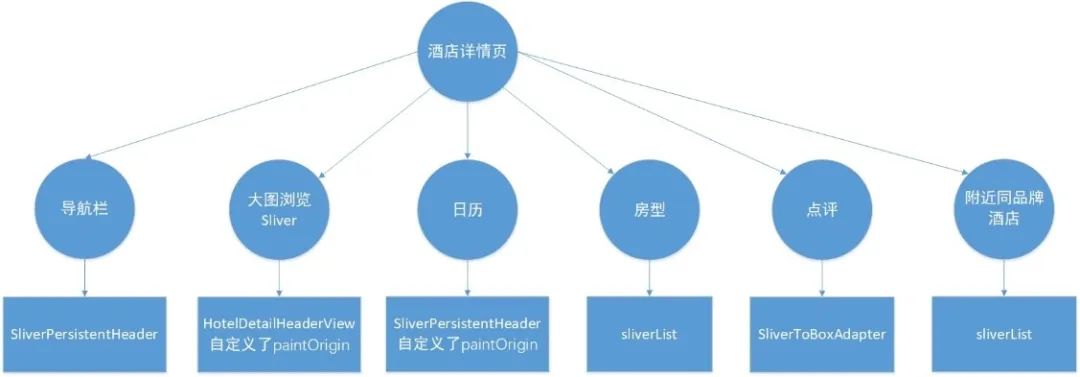 酒店详情页
导航栏
大图浏览
Sliver
日历
房型
点评
附近同品牌
酒店
SliverPersistentHeader
HotelDetailHeaderView
自定义了paintOrigin
SliverPersistentHeader
自定义了paintOrigin
sliverList
SliverToBoxAdapter
sliverList